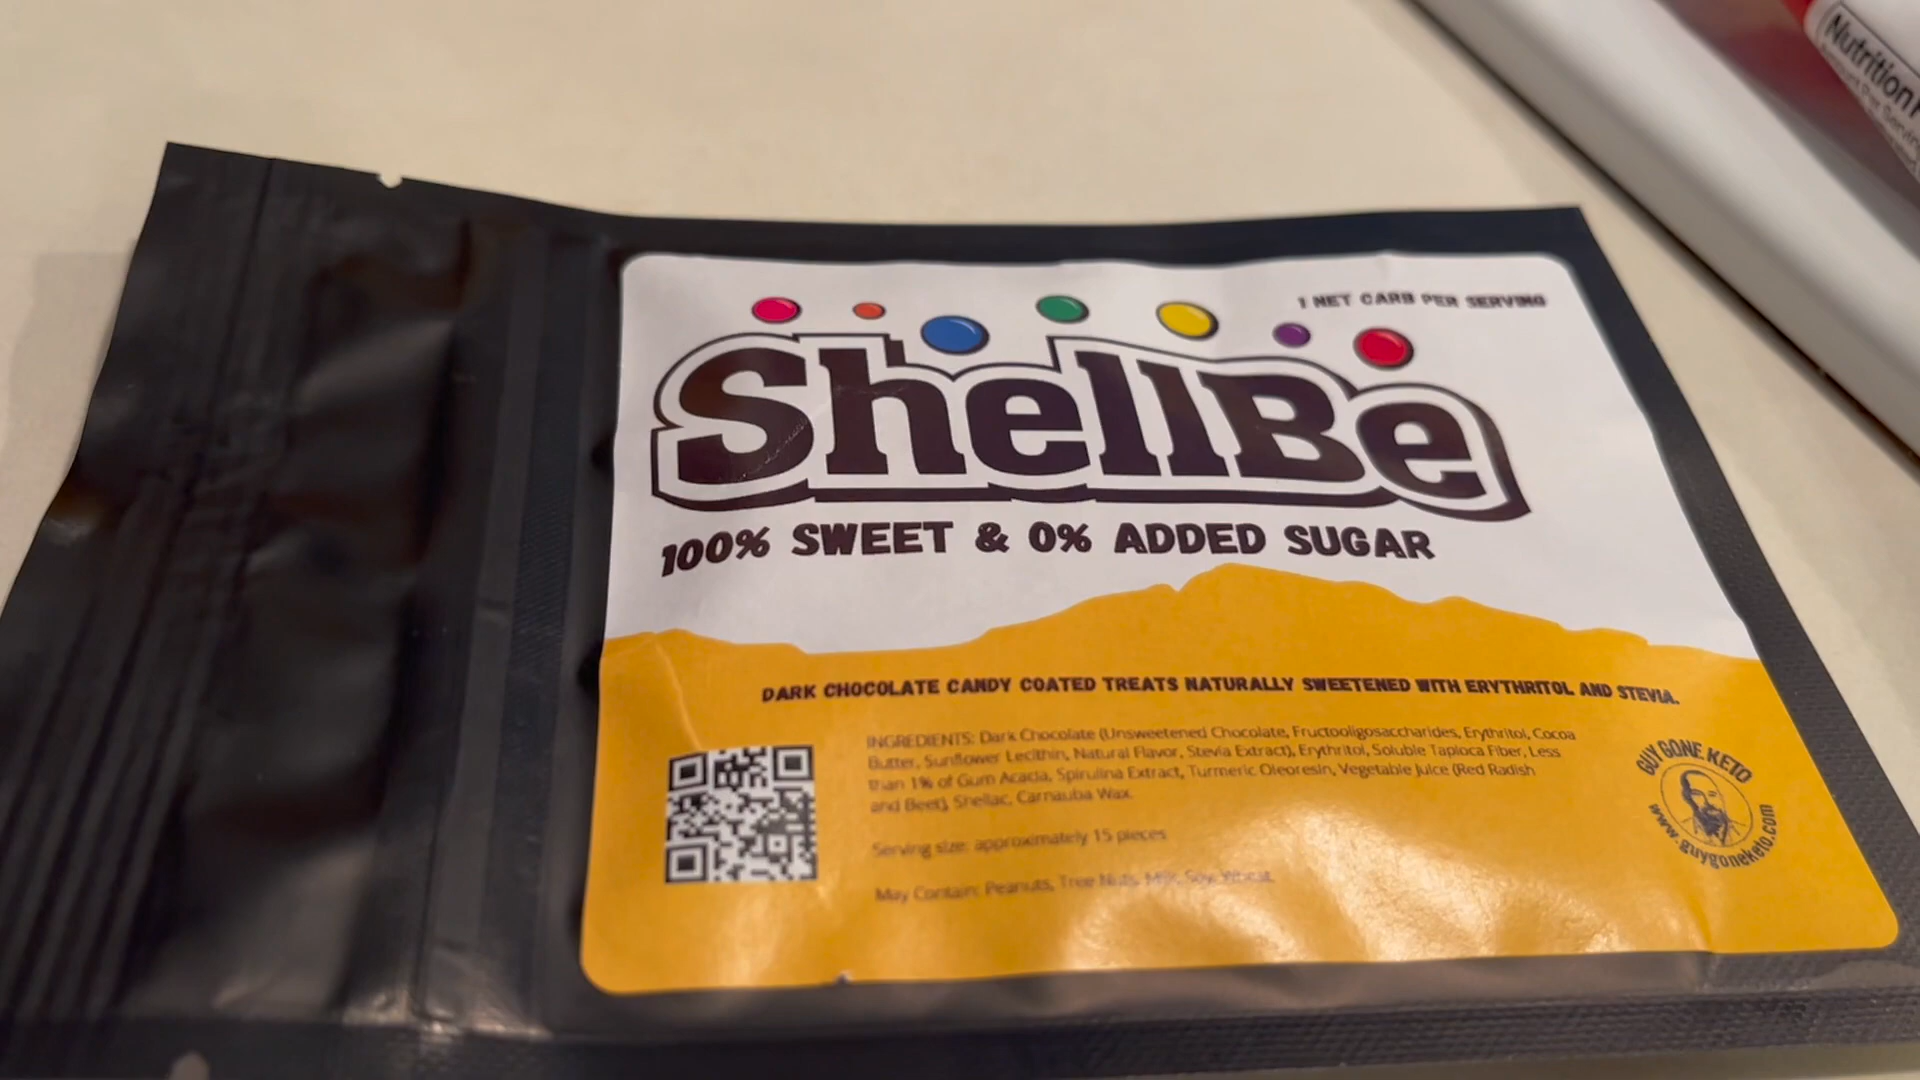 1 NET CARB PER SERVING
ShellBe
100% SWEET & 0% ADDED SUGAR
DARK CHOCOLATE CANDY COATED TREATS NATURALLY SWEETENED WITH ERYTHRITOL AND STEVIA.
INGREDIENTS: Dark Chocolate (Unsweetened Chocolate, Fructooligosaccharides, Erythritol, Cocoa
Butter, Sunflower Lecithin, Natural Flavor, Stevia Extract), Erythritol, Soluble Tapioca Fiber, Less
than 1% of Gum Acacia, Spirulina Extract, Turmeric Oleoresin, Vegetable Juice (Red Radish
and Beet), Shellac, Carnauba Wax.
Serving size: approximately 15 pieces
May Contain: Peanuts, Tree Nuts, Milk, Soy, Wheat
GUY GONE KETO
www.guygoneketo.com
Nutrition
Per Serving